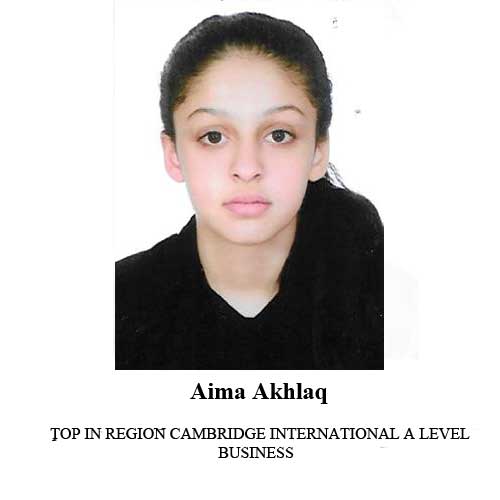 Aima Akhlaq
TOP IN REGION CAMBRIDGE INTERNATIONAL A LEVEL
BUSINESS